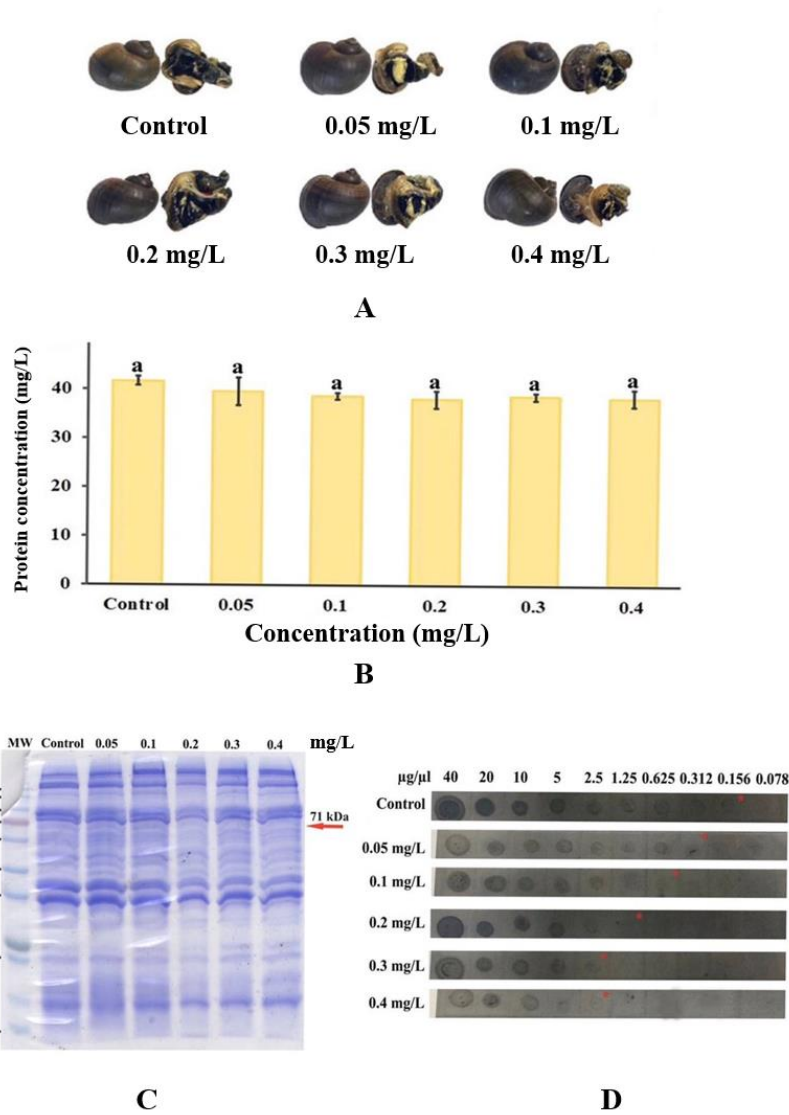 Control 0.05 mg/L 0.1 mg/L
0.2 mg/L 0.3 mg/L 0.4 mg/L
A
Protein concentration (mg/L)
40
30
20
10
0
a a a a a a
Control 0.05 0.1 0.2 0.3 0.4
Concentration (mg/L)
B
MW Control 0.05 0.1 0.2 0.3 0.4 mg/L
71 kDa
C
µg/µl 40 20 10 5 2.5 1.25 0.625 0.312 0.156 0.078
Control
0.05 mg/L
0.1 mg/L
0.2 mg/L
0.3 mg/L
0.4 mg/L
D